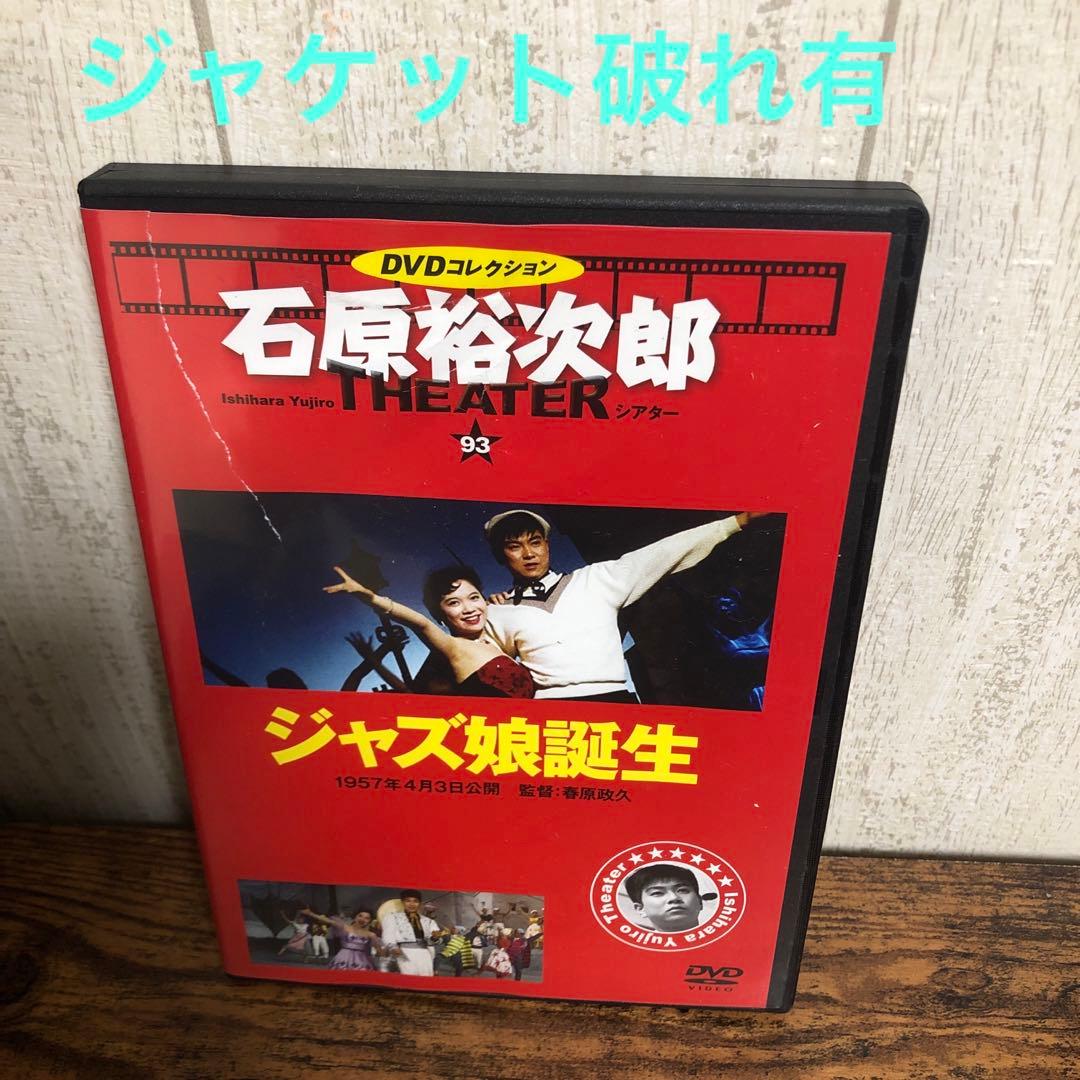 ジャケット破れ有
DVDコレクション
石原裕次郎
Ishihara Yujiro THEATER シアター
93
ジャズ娘誕生
1957年4月3日公開 監督:春原政久
★★★★★★ Ishihara Yujiro Theater
DVD
VIDEO